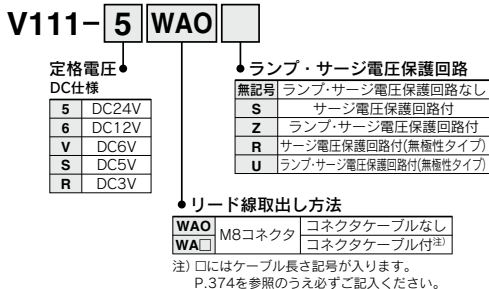 V111-5 WAO
定格電圧
DC仕様
5 DC24V
6 DC12V
V DC6V
S DC5V
R DC3V
ランプ・サージ電圧保護回路
無記号 ランプ・サージ電圧保護回路なし
S サージ電圧保護回路付
Z ランプ・サージ電圧保護回路付
R サージ電圧保護回路付(無極性タイプ)
U ランプ・サージ電圧保護回路付(無極性タイプ)
リード線取出し方法
WAO M8コネクタ コネクタケーブルなし
WA□ コネクタケーブル付注)
注) □にはケーブル長さ記号が入ります。
P.374を参照のうえ必ずご記入ください。